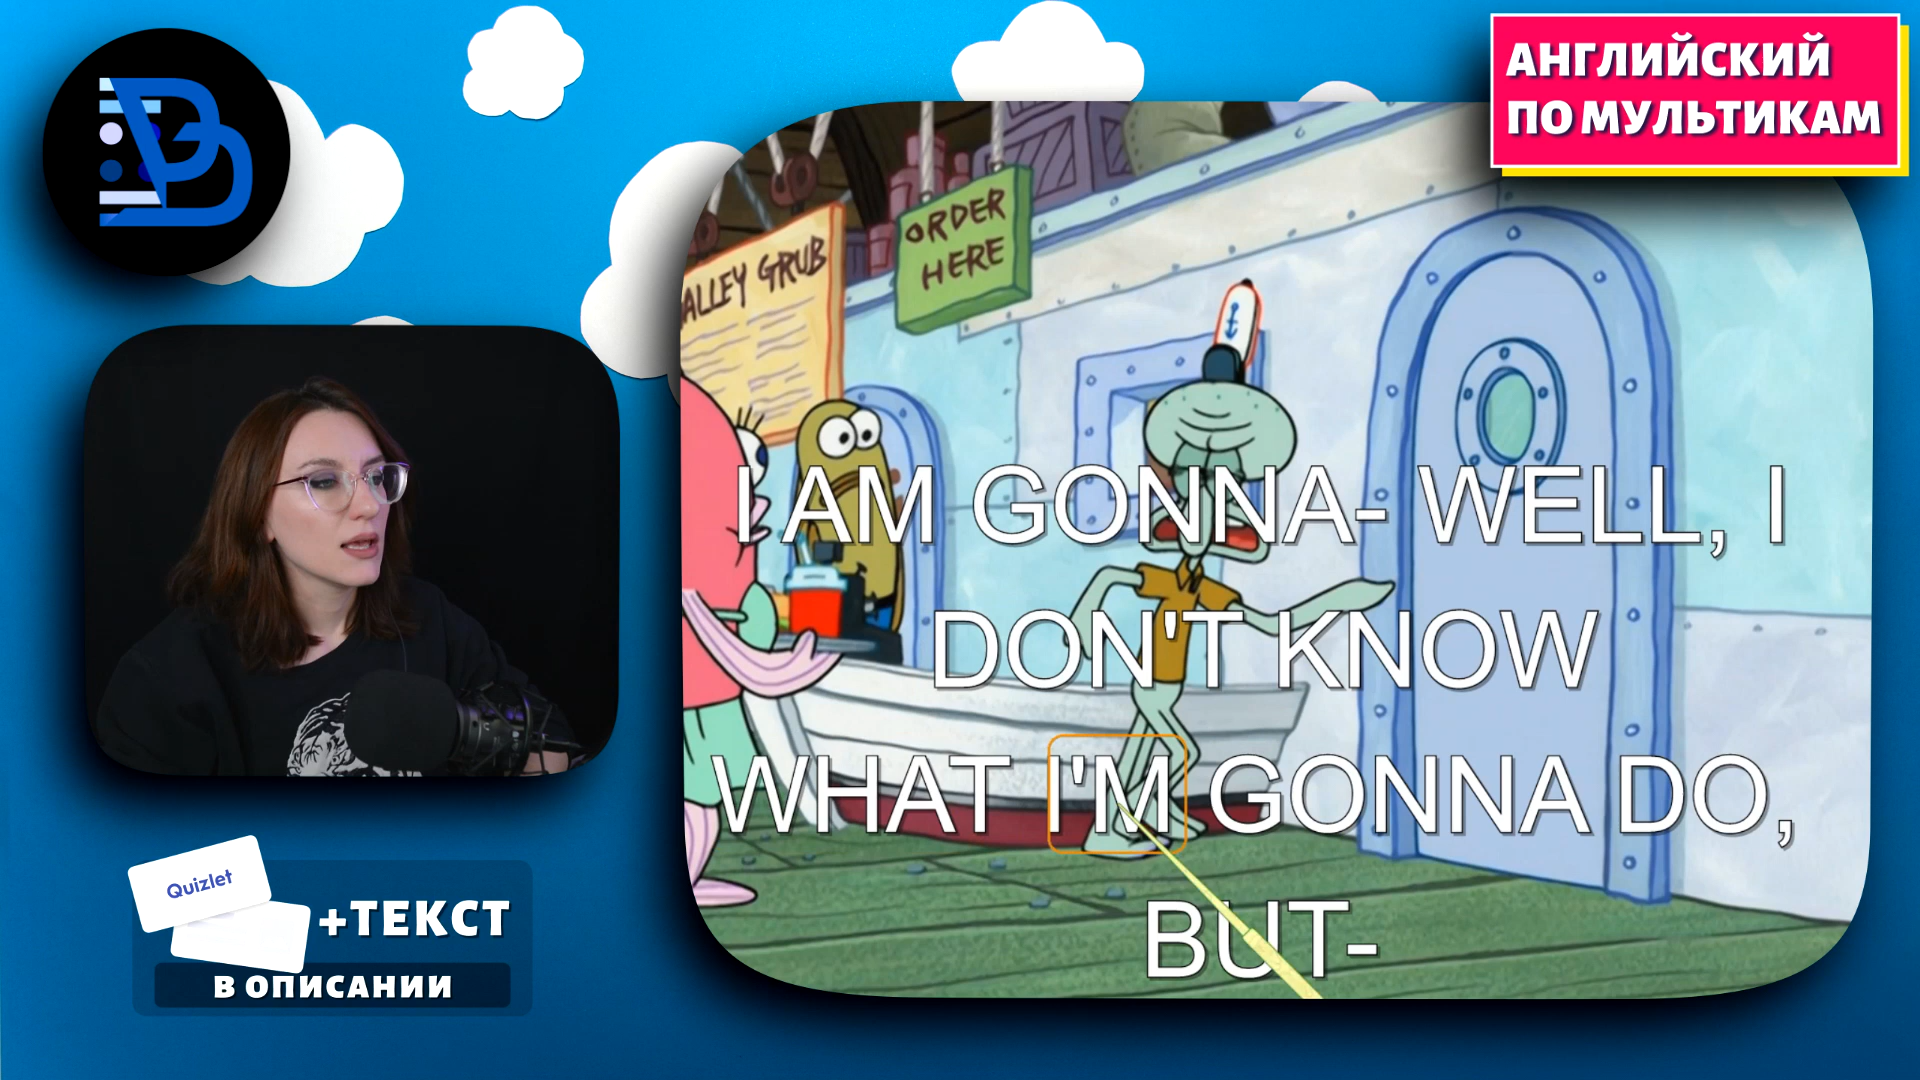 АНГЛИЙСКИЙ
ПО МУЛЬТИКАМ
ORDER
HERE
ALLEY GRUB
I AM GONNA- WELL, I
DON'T KNOW
WHAT I'M GONNA DO,
BUT-
Quizlet
+ТЕКСТ
В ОПИСАНИИ